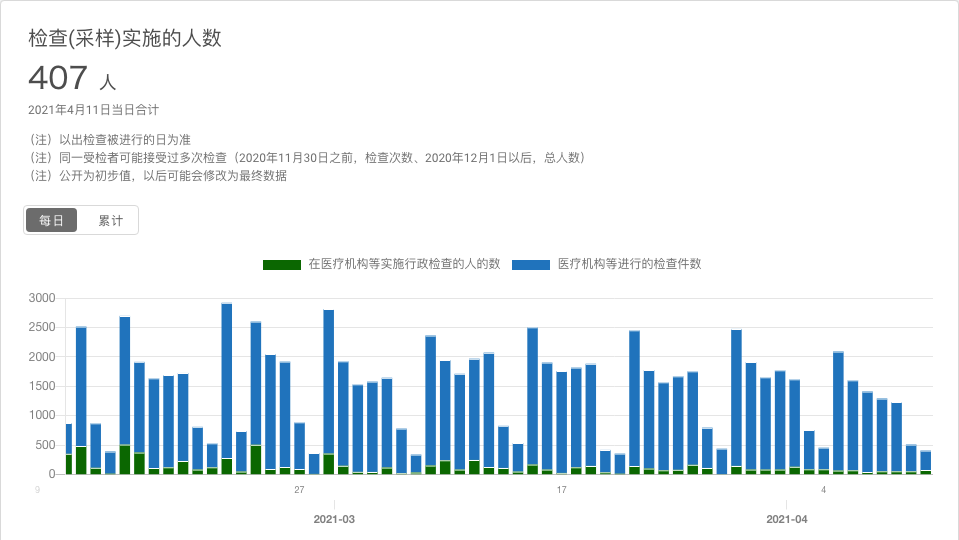 检查(采样)实施的人数
407 人
2021年4月11日当日合计
（注）以出检查被进行的日为准
（注）同一受检者可能接受过多次检查（2020年11月30日之前，检查次数、2020年12月1日以后，总人数）
（注）公开为初步值，以后可能会修改为最终数据
每日 累计
在医疗机构等实施行政检查的人的数 医疗机构等进行的检查件数
3000
2500
2000
1500
1000
500
0
9 27 17 4
2021-03 2021-04